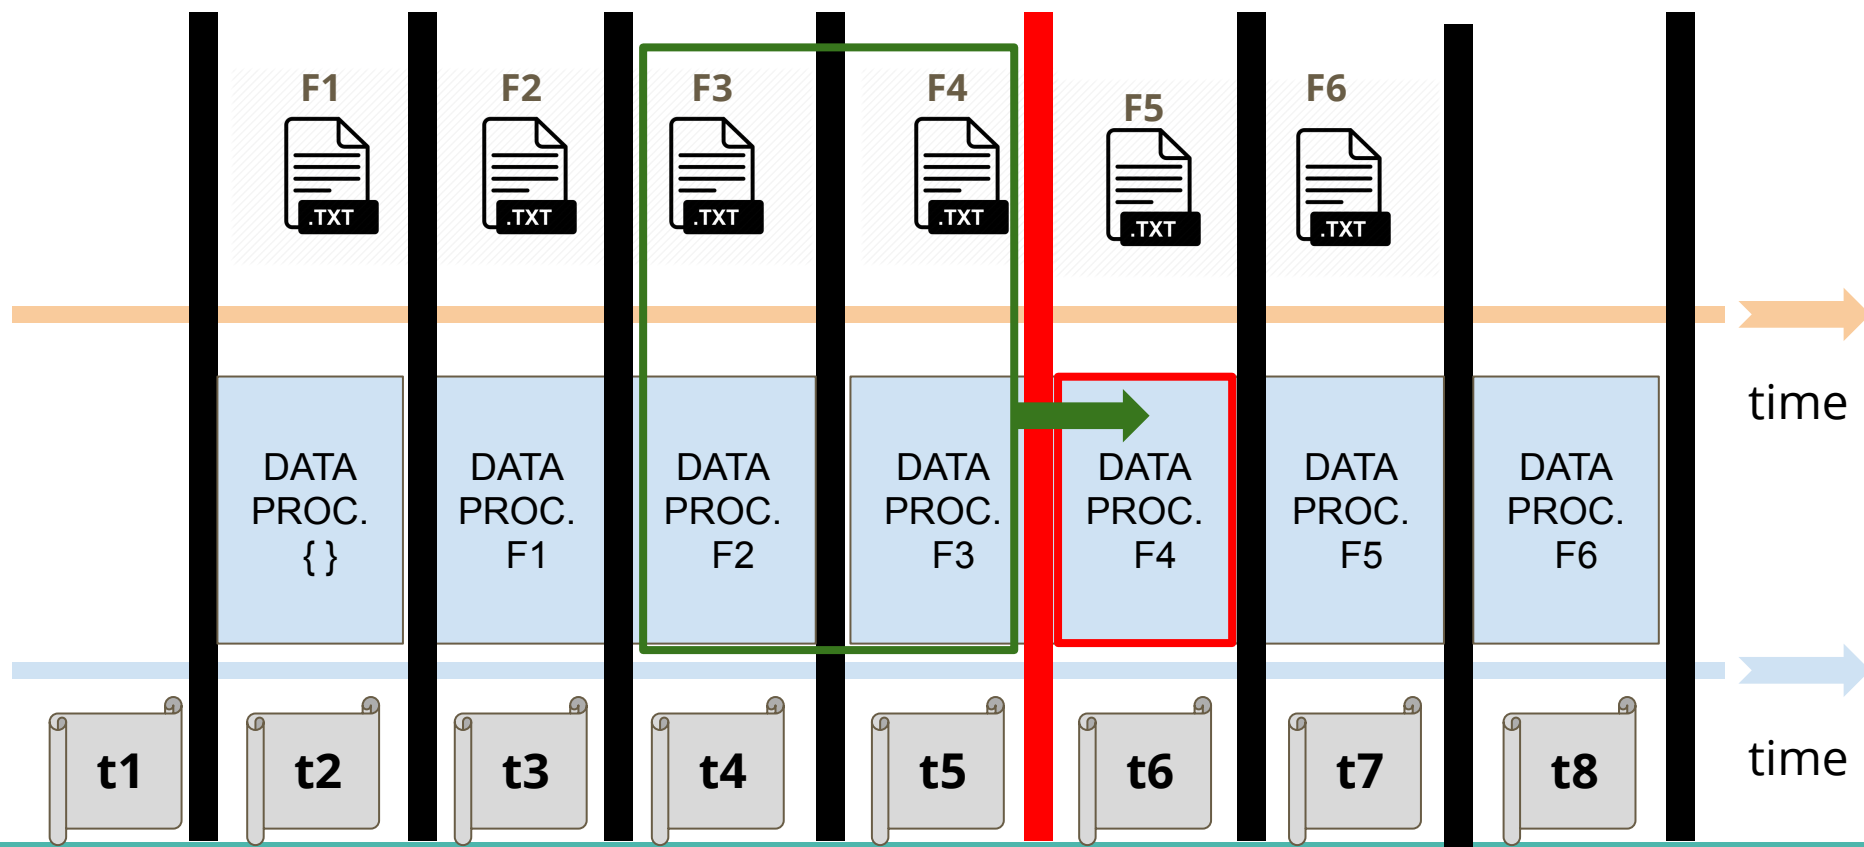 F1
F2
F3
F4
F5
F6
.TXT
.TXT
.TXT
.TXT
.TXT
.TXT
time
DATA
PROC.
{ }
DATA
PROC.
F1
DATA
PROC.
F2
DATA
PROC.
F3
DATA
PROC.
F4
DATA
PROC.
F5
DATA
PROC.
F6
t1
t2
t3
t4
t5
t6
t7
t8
time